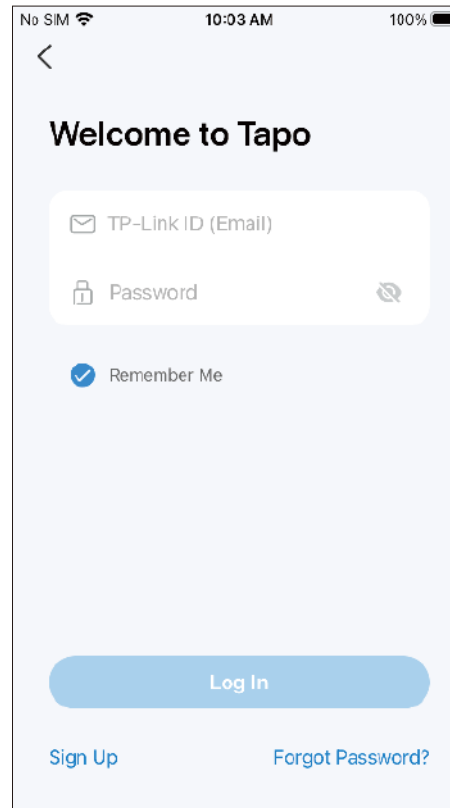 No SIM 10:03 AM 100%
Welcome to Tapo
TP-Link ID (Email)
Password
Remember Me
Log In
Sign Up Forgot Password?